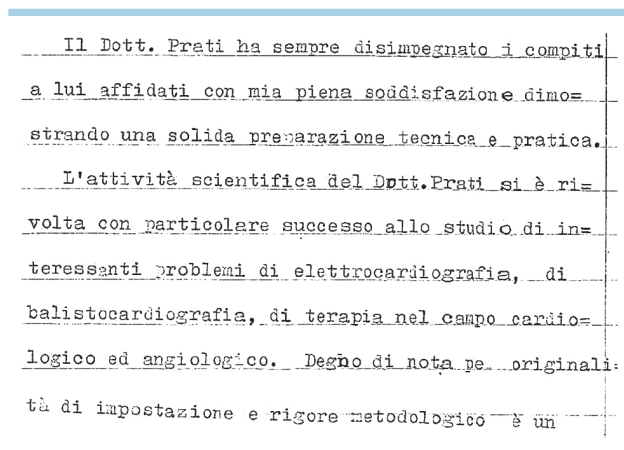 Il Dott. Prati ha sempre disimpegnato i compiti
a lui affidati con mia piena soddisfazione dimo=
strando una solida preparazione tecnica e pratica.
L'attività scientifica del Dott.Prati si è ri=
volta con particolare successo allo studio di in=
teressanti problemi di elettrocardiografia, di
balistocardiografia, di terapia nel campo cardio=
logico ed angiologico. Degno di nota pe originali=
tà di impostazione e rigore metodologico è un